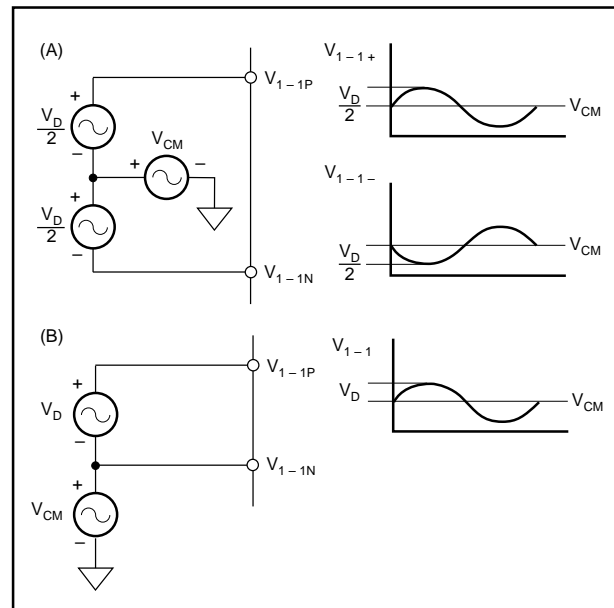 (A)
V1–1P
+
VD
2
–
VCM
+
–
+
VD
2
–
V1–1N
V1–1+
VD
2
VCM
V1–1–
VD
2
VCM
(B)
V1–1P
+
VD
–
V1–1N
+
VCM
–
V1–1
VD
VCM